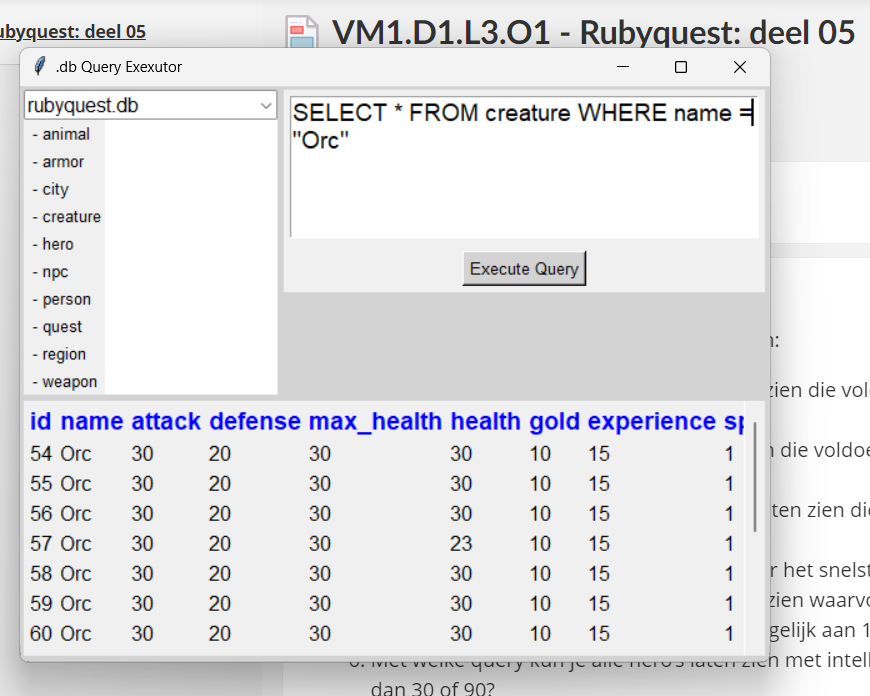 ubyquest: deel 05
VM1.D1.L3.O1 - Rubyquest: deel 05
.db Query Exexutor
rubyquest.db
- animal
- armor
- city
- creature
- hero
- npc
- person
- quest
- region
- weapon
SELECT * FROM creature WHERE name =
"Orc"
Execute Query
id name attack defense max_health health gold experience sp
54 Orc 30 20 30 30 10 15 1
55 Orc 30 20 30 30 10 15 1
56 Orc 30 20 30 30 10 15 1
57 Orc 30 20 30 23 10 15 1
58 Orc 30 20 30 30 10 15 1
59 Orc 30 20 30 30 10 15 1
60 Orc 30 20 30 30 10 15 1
n:
zien die vol
n die voldoe
ten zien die
r het snelst
zien waarvo
gelijk aan 1
6. Met welke query kun je alle hero's laten zien met intell
dan 30 of 90?